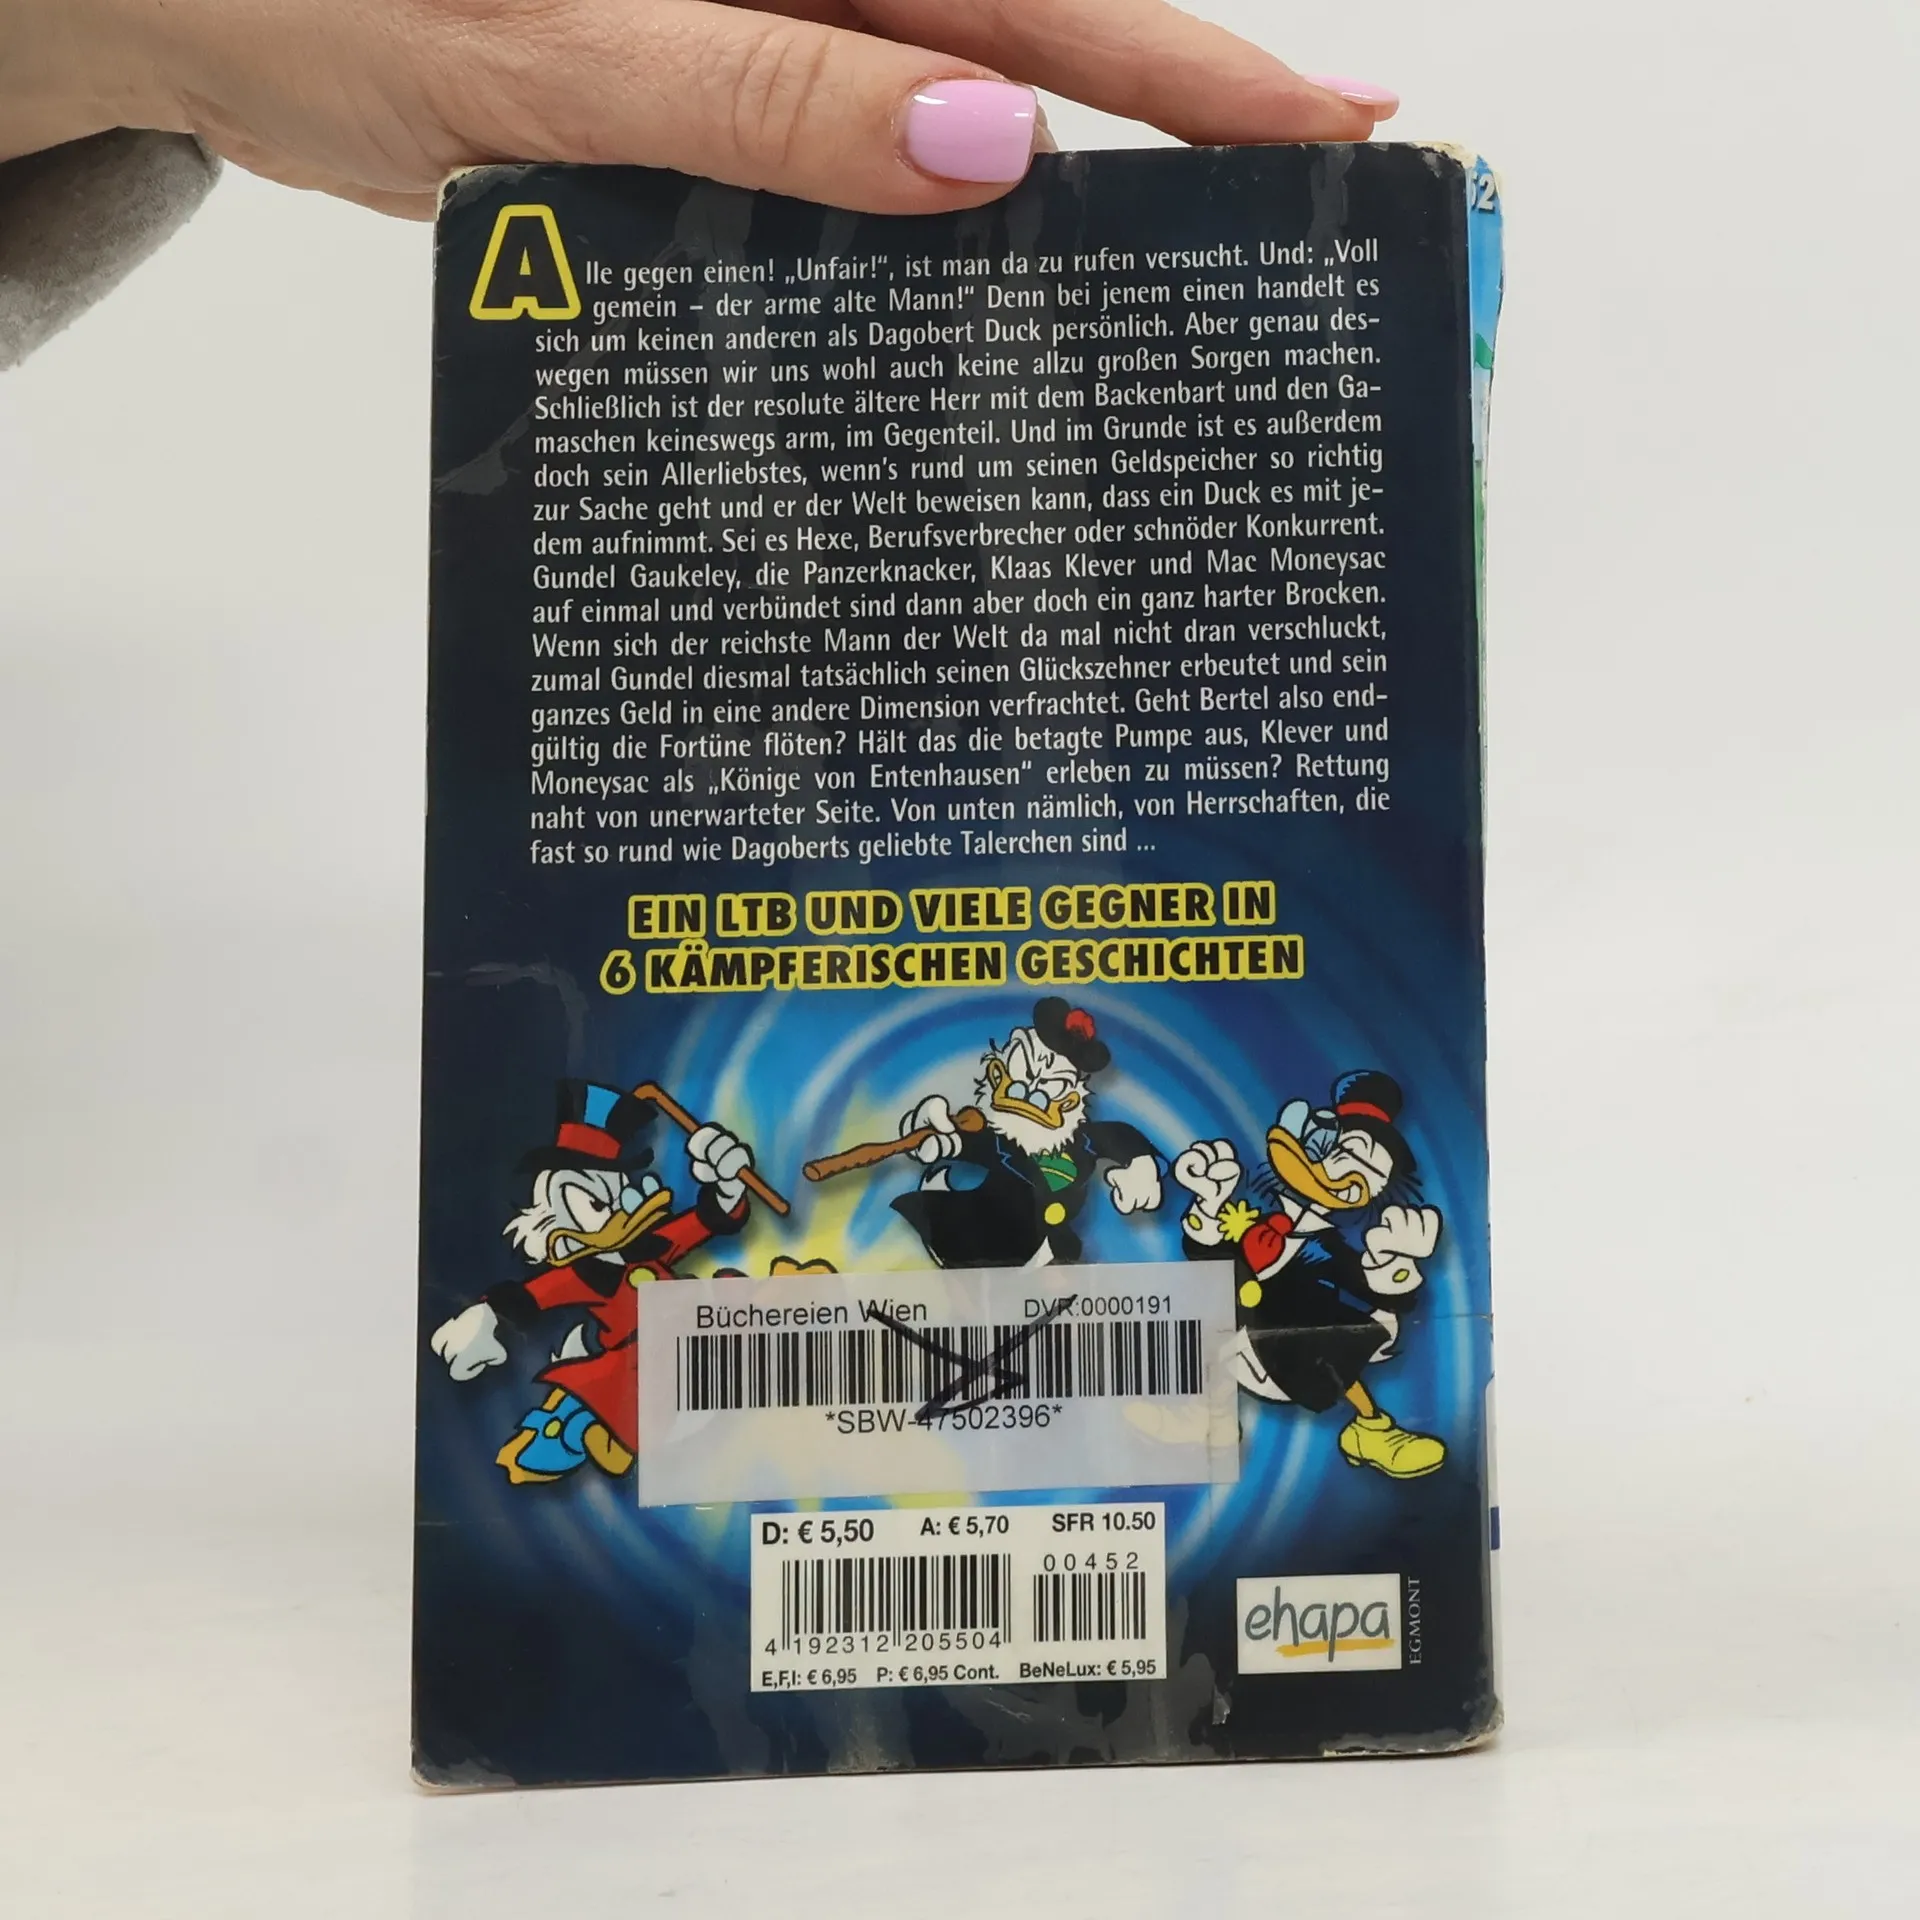 52
Alle gegen einen! „Unfair!“, ist man da zu rufen versucht. Und: „Voll
gemein – der arme alte Mann!“ Denn bei jenem einen handelt es
sich um keinen anderen als Dagobert Duck persönlich. Aber genau des-
wegen müssen wir uns wohl auch keine allzu großen Sorgen machen.
Schließlich ist der resolute ältere Herr mit dem Backenbart und den Ga-
maschen keineswegs arm, im Gegenteil. Und im Grunde ist es außerdem
doch sein Allerliebstes, wenn's rund um seinen Geldspeicher so richtig
zur Sache geht und er der Welt beweisen kann, dass ein Duck es mit je-
dem aufnimmt. Sei es Hexe, Berufsverbrecher oder schnöder Konkurrent.
Gundel Gaukeley, die Panzerknacker, Klaas Klever und Mac Moneysac
auf einmal und verbündet sind dann aber doch ein ganz harter Brocken.
Wenn sich der reichste Mann der Welt da mal nicht dran verschluckt,
zumal Gundel diesmal tatsächlich seinen Glückszehner erbeutet und sein
ganzes Geld in eine andere Dimension verfrachtet. Geht Bertel also end-
gültig die Fortüne flöten? Hält das die betagte Pumpe aus, Klever und
Moneysac als „Könige von Entenhausen“ erleben zu müssen? Rettung
naht von unerwarteter Seite. Von unten nämlich, von Herrschaften, die
fast so rund wie Dagoberts geliebte Talerchen sind ...
EIN LTB UND VIELE GEGNER IN
6 KÄMPFERISCHEN GESCHICHTEN
Büchereien Wien DVR:0000191
*SBW-47502396*
D: € 5,50 A: € 5,70 SFR 10.50
00452
4 192312 205504
E,F,I: € 6,95 P: € 6,95 Cont. BeNeLux: € 5,95
ehapa
EGMONT